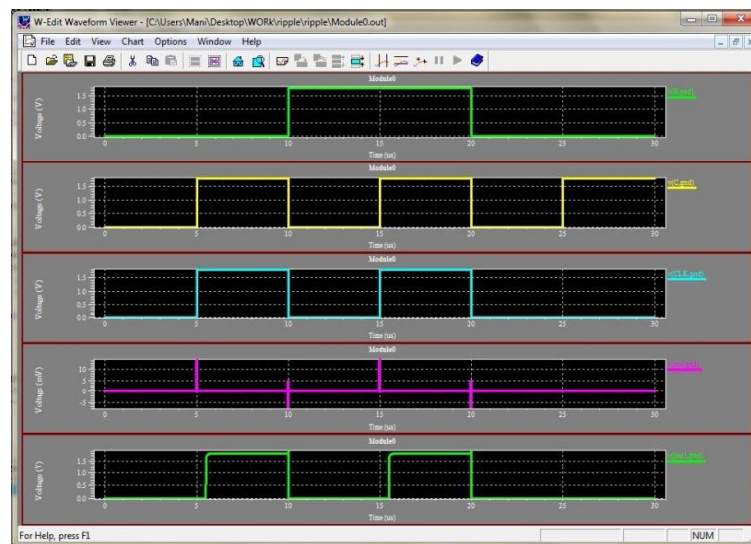 W-Edit Waveform Viewer - [C:\Users\Mani\Desktop\WORk\ripple\ripple\Module0.out]
File Edit View Chart Options Window Help
Module0
Voltage (V)
1.5
1.0
0.5
0.0
0 5 10 15 20 25 30
Time (us)
Module0
v(C,gnd)
Voltage (V)
1.5
1.0
0.5
0.0
0 5 10 15 20 25 30
Time (us)
Module0
v(CLK,gnd)
Voltage (V)
1.5
1.0
0.5
0.0
0 5 10 15 20 25 30
Time (us)
Module0
Voltage (mV)
10
5
0
-5
0 5 10 15 20 25 30
Time (us)
Module0
Voltage (V)
1.5
1.0
0.5
0.0
0 5 10 15 20 25 30
Time (us)
For Help, press F1
NUM